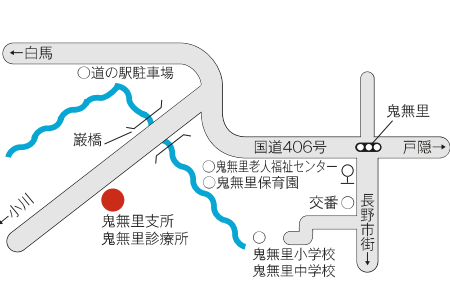 ←白馬
○道の駅駐車場
鬼無里
巌橋
国道406号
戸隠→
○鬼無里老人福祉センター
○鬼無里保育園
←小川
交番○
長野市街→
鬼無里支所
鬼無里診療所
○
鬼無里小学校
鬼無里中学校